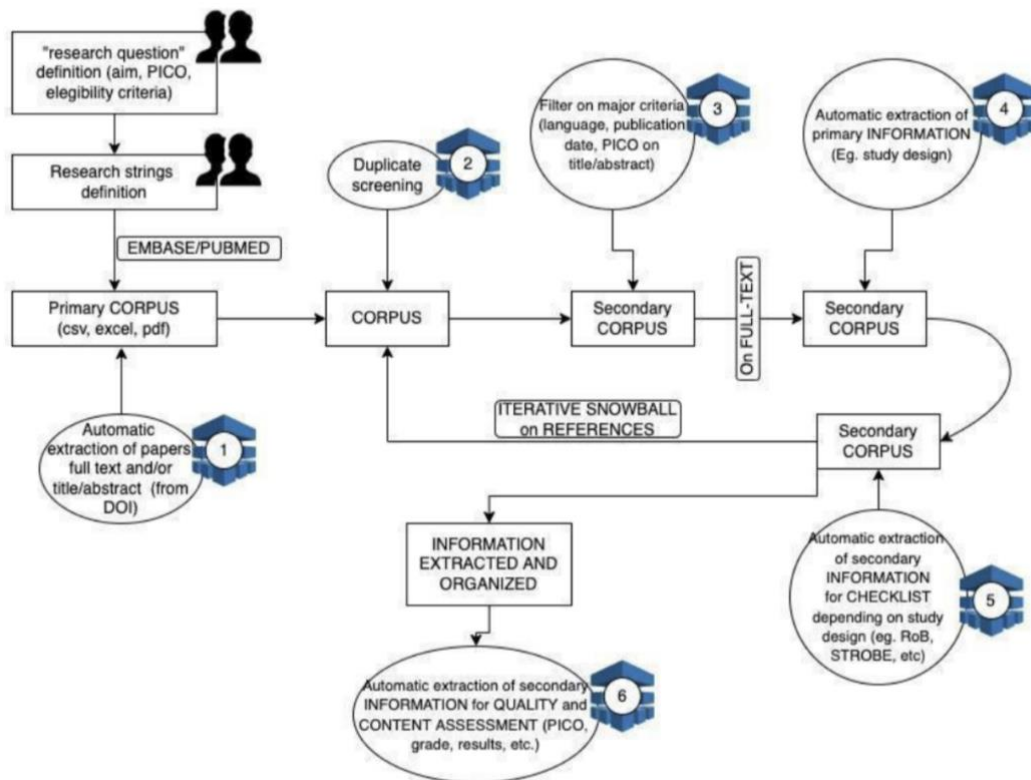 "research question"
definition (aim, PICO,
elegibility criteria)
Research strings
definition
EMBASE/PUBMED
Primary CORPUS
(csv, excel, pdf)
Automatic
extraction of papers
full text and/or
title/abstract (from
DOI)
1
Duplicate
screening
2
CORPUS
Filter on major criteria
(language, publication
date, PICO on
title/abstract)
3
Secondary
CORPUS
On FULL-TEXT
Automatic extraction of
primary INFORMATION
(Eg. study design)
4
Secondary
CORPUS
ITERATIVE SNOWBALL
on REFERENCES
Secondary
CORPUS
Automatic extraction
of secondary
INFORMATION
for CHECKLIST
depending on study
design (eg. RoB,
STROBE, etc)
5
INFORMATION
EXTRACTED AND
ORGANIZED
Automatic extraction of secondary
INFORMATION for QUALITY and
CONTENT ASSESSMENT (PICO,
grade, results, etc.)
6